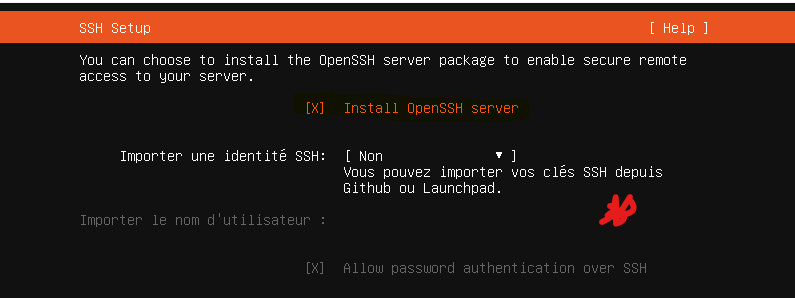 SSH Setup [ Help ]
You can choose to install the OpenSSH server package to enable secure remote
access to your server.
[X] Install OpenSSH server
Importer une identité SSH: [ Non ▾ ]
Vous pouvez importer vos clés SSH depuis
Github ou Launchpad.
Importer le nom d'utilisateur :
[X] Allow password authentication over SSH